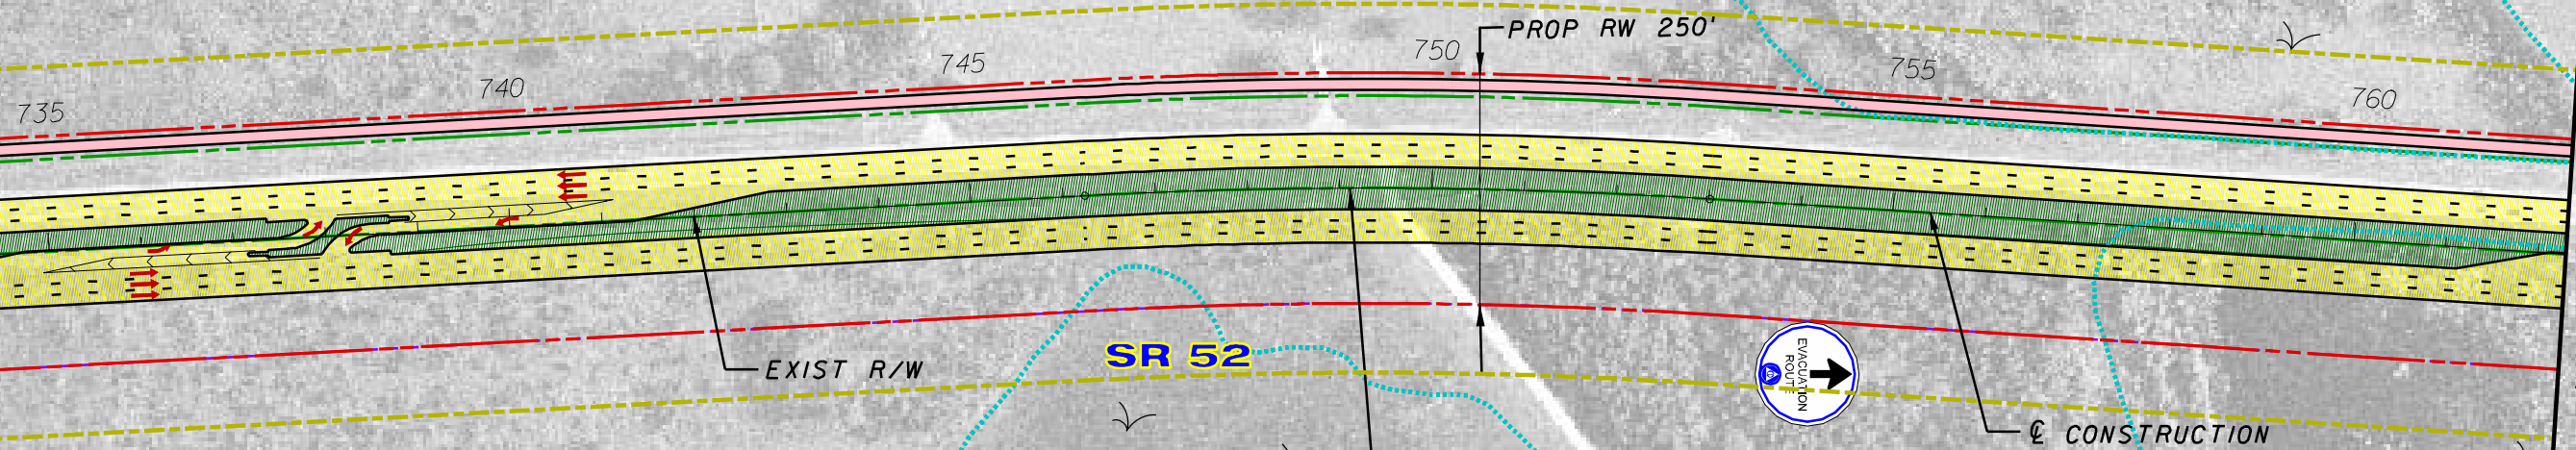 PROP RW 250'
735
740
745
750
755
760
EXIST R/W
SR 52
EVACUATION
ROUTE
℄ CONSTRUCTION